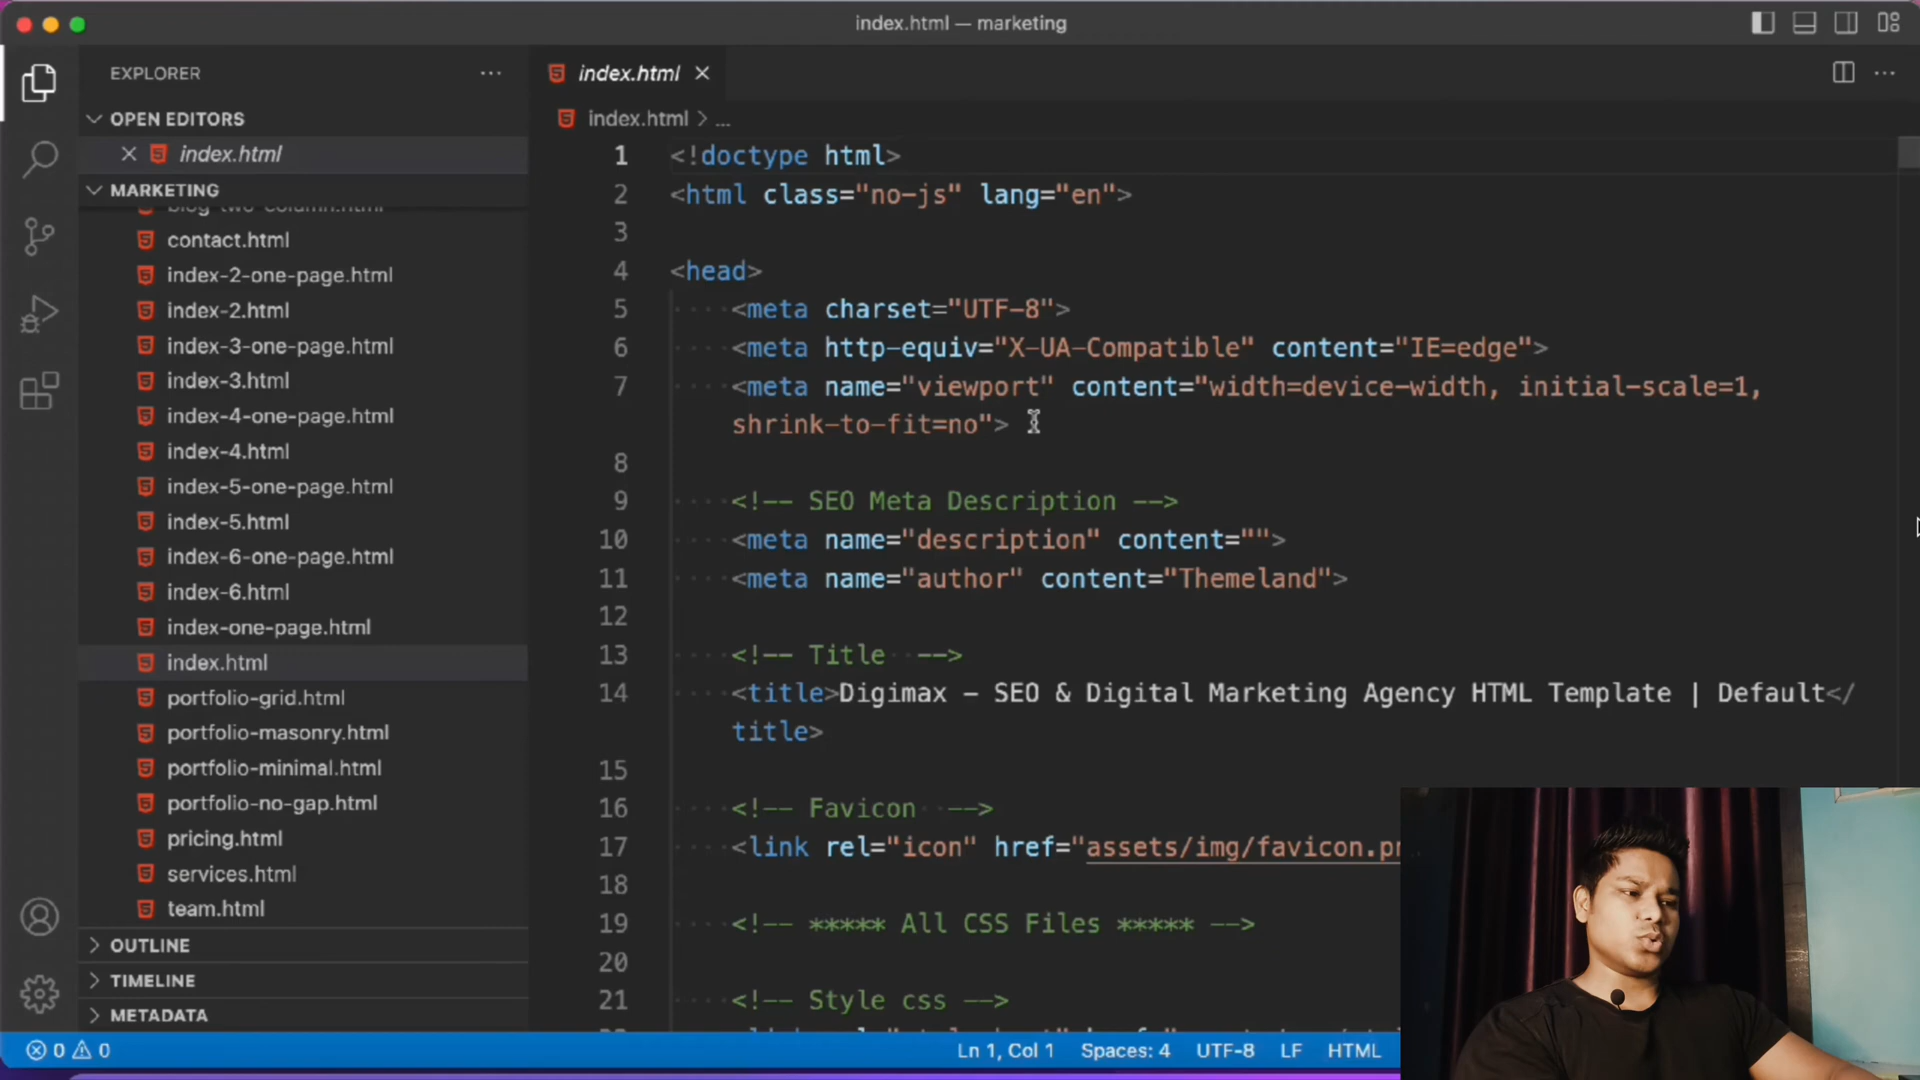 index.html — marketing
EXPLORER
OPEN EDITORS
index.html
MARKETING
blog-two-column.html
contact.html
index-2-one-page.html
index-2.html
index-3-one-page.html
index-3.html
index-4-one-page.html
index-4.html
index-5-one-page.html
index-5.html
index-6-one-page.html
index-6.html
index-one-page.html
index.html
portfolio-grid.html
portfolio-masonry.html
portfolio-minimal.html
portfolio-no-gap.html
pricing.html
services.html
team.html
OUTLINE
TIMELINE
METADATA
index.html
index.html > ...
1 <!doctype html>
2 <html class="no-js" lang="en">
3
4 <head>
5 <meta charset="UTF-8">
6 <meta http-equiv="X-UA-Compatible" content="IE=edge">
7 <meta name="viewport" content="width=device-width, initial-scale=1,
shrink-to-fit=no">
8
9 <!-- SEO Meta Description -->
10 <meta name="description" content="">
11 <meta name="author" content="Themeland">
12
13 <!-- Title -->
14 <title>Digimax - SEO & Digital Marketing Agency HTML Template | Default</
title>
15
16 <!-- Favicon -->
17 <link rel="icon" href="assets/img/favicon.pn
18
19 <!-- ***** All CSS Files ***** -->
20
21 <!-- Style css -->
0 0
Ln 1, Col 1 Spaces: 4 UTF-8 LF HTML